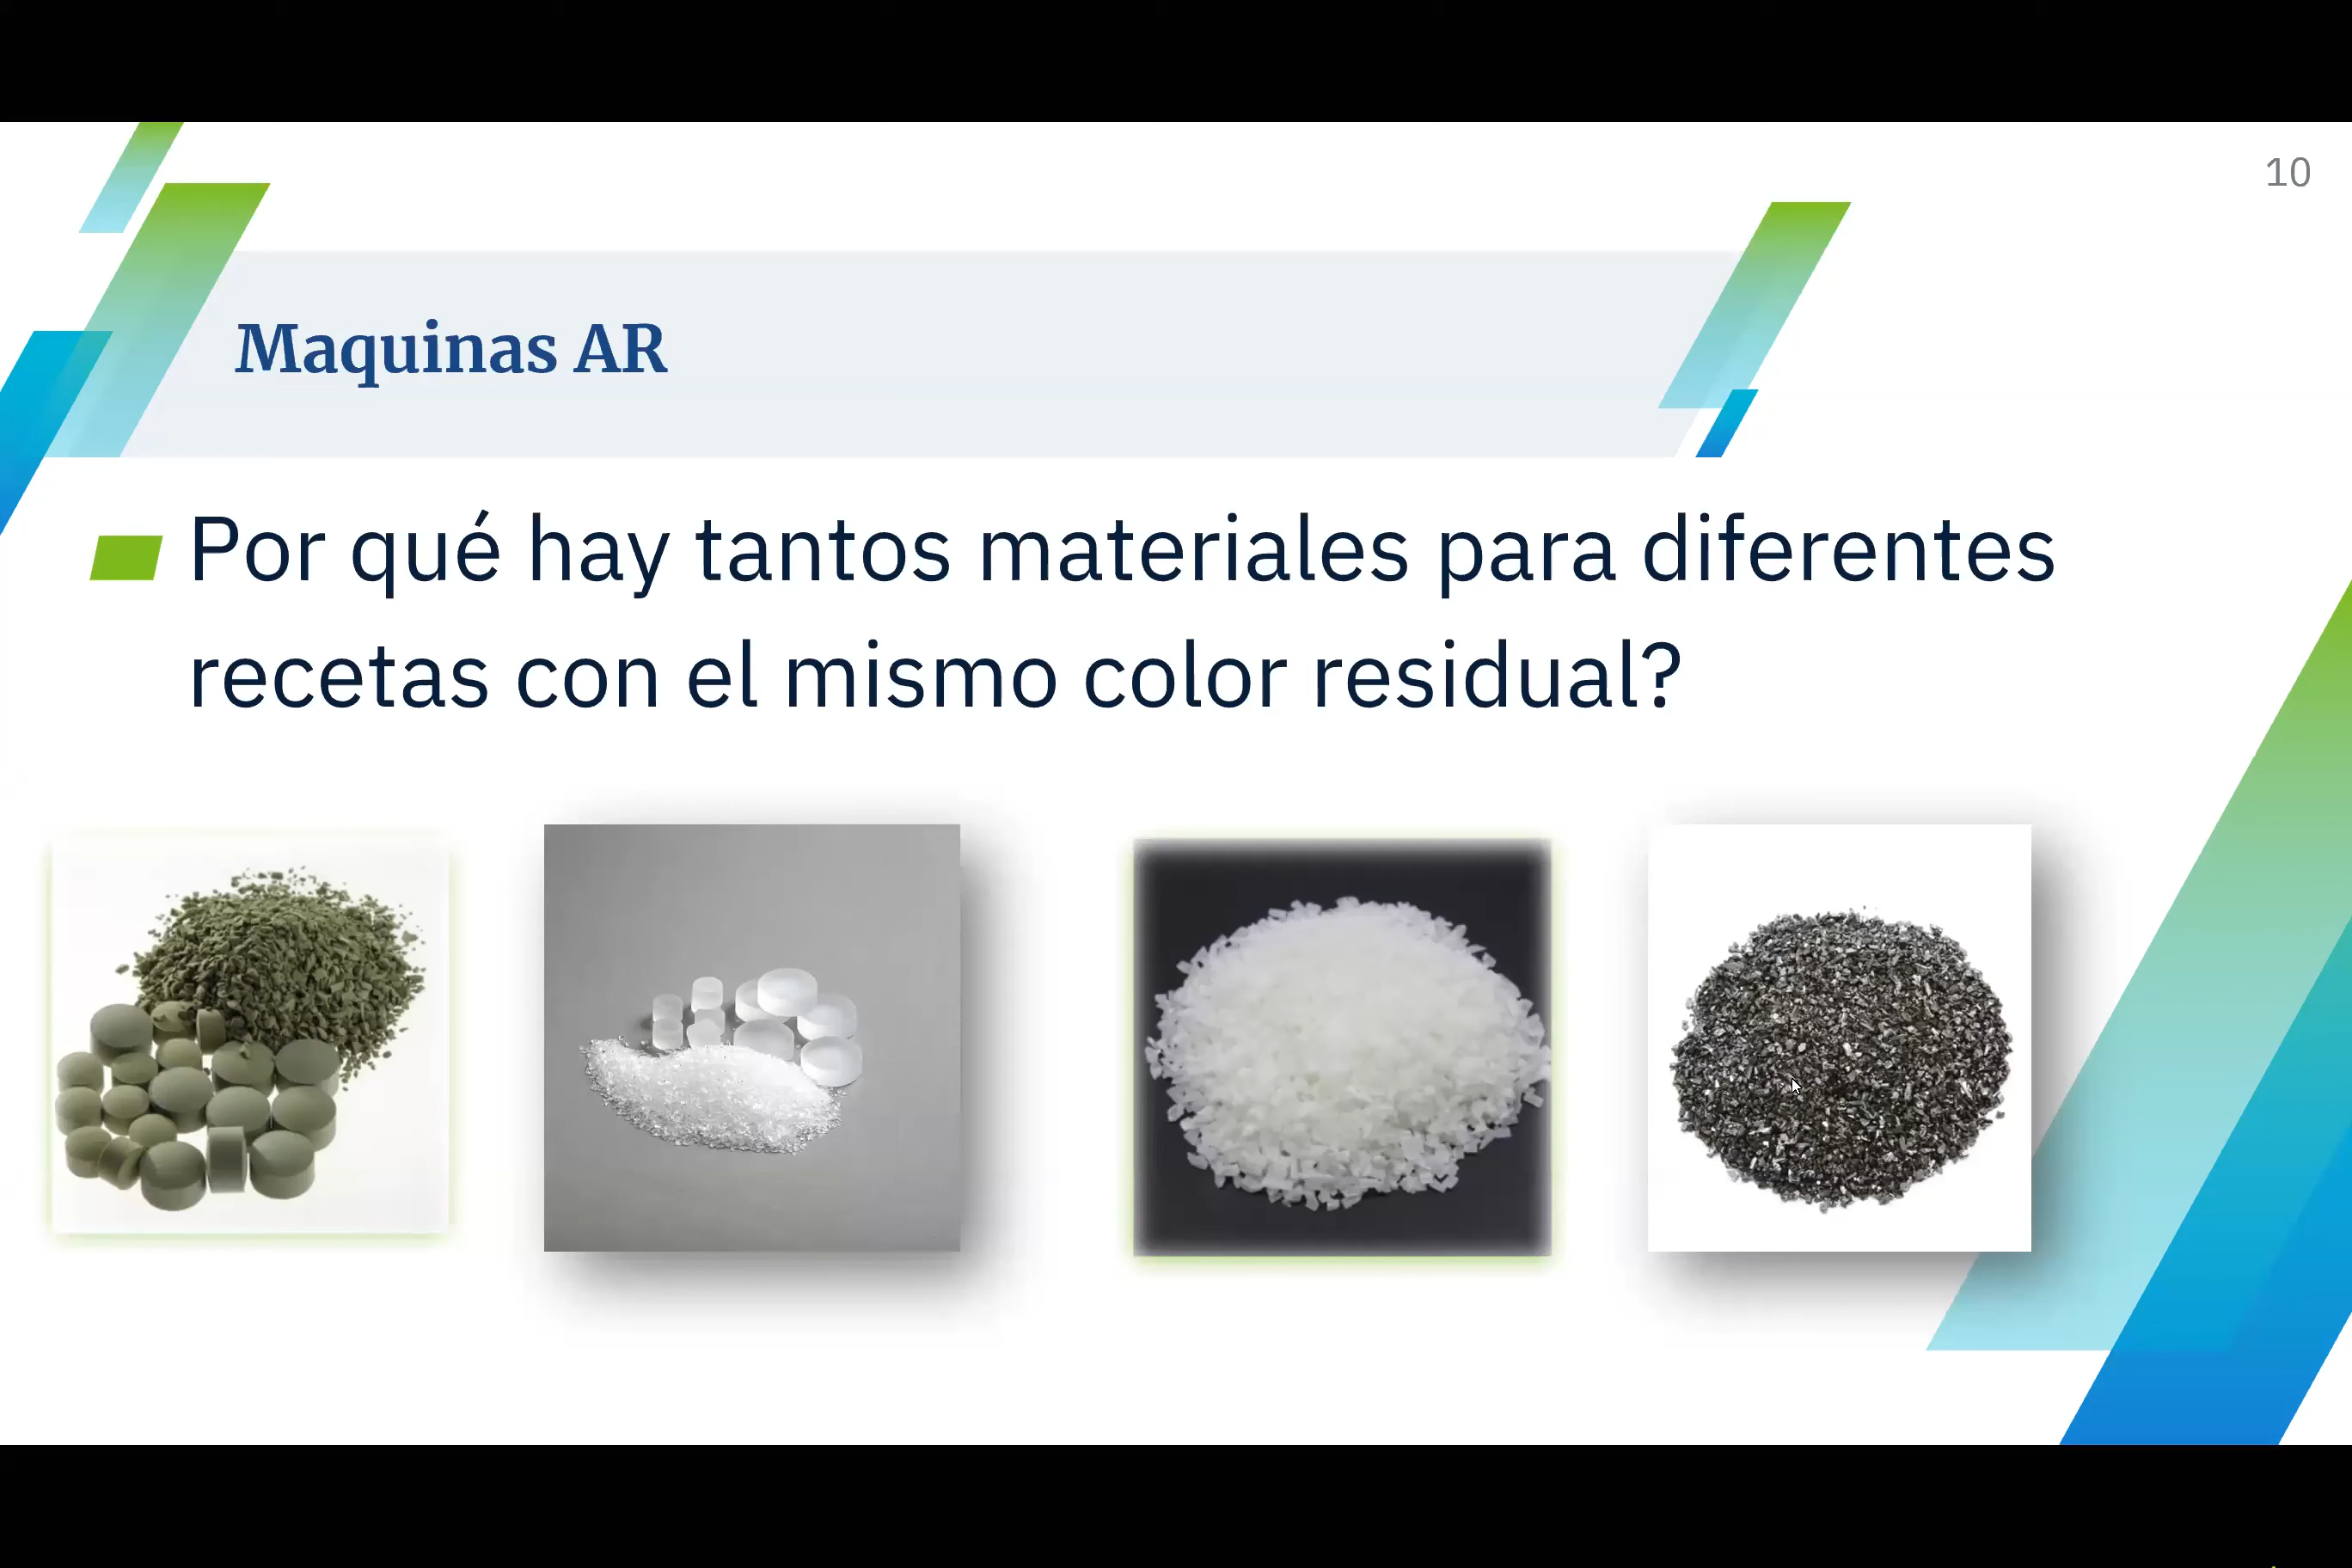 10
Maquinas AR
Por qué hay tantos materiales para diferentes
recetas con el mismo color residual?